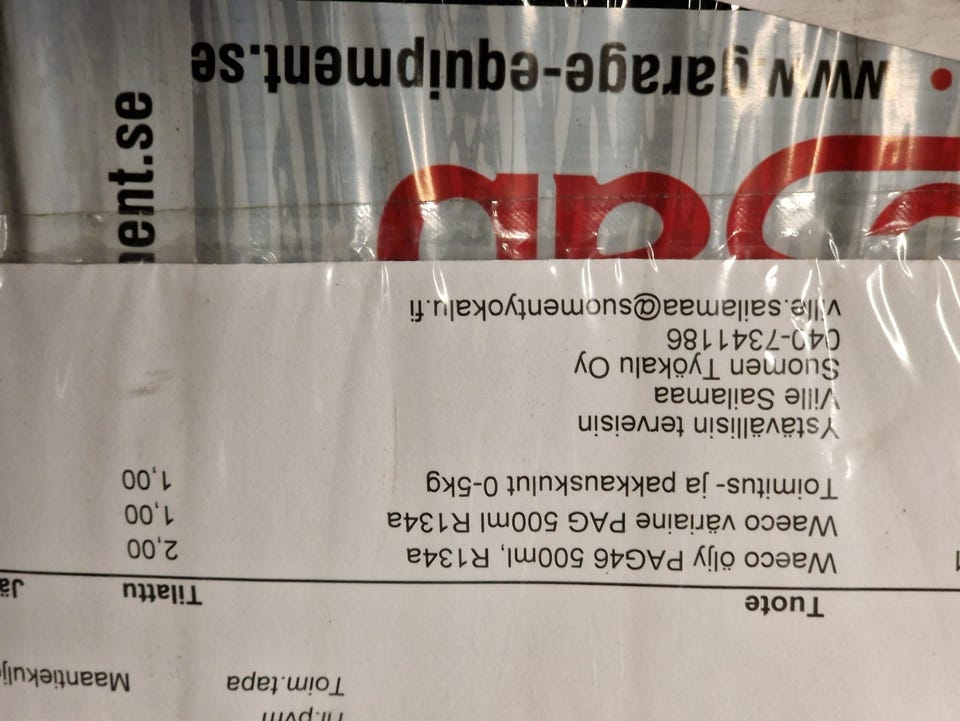 Toim.tapa Maantiekulj
Tuote Tilattu
Waeco öljy PAG46 500ml, R134a 2,00
Waeco väriaine PAG 500ml R134a 1,00
Toimitus- ja pakkauskulut 0-5kg 1,00
Ystävällisin terveisin
Ville Sailamaa
Suomen Työkalu Oy
040-7341186
ville.sailamaa@suomentyokalu.fi
www.garage-equipment.se
ment.se